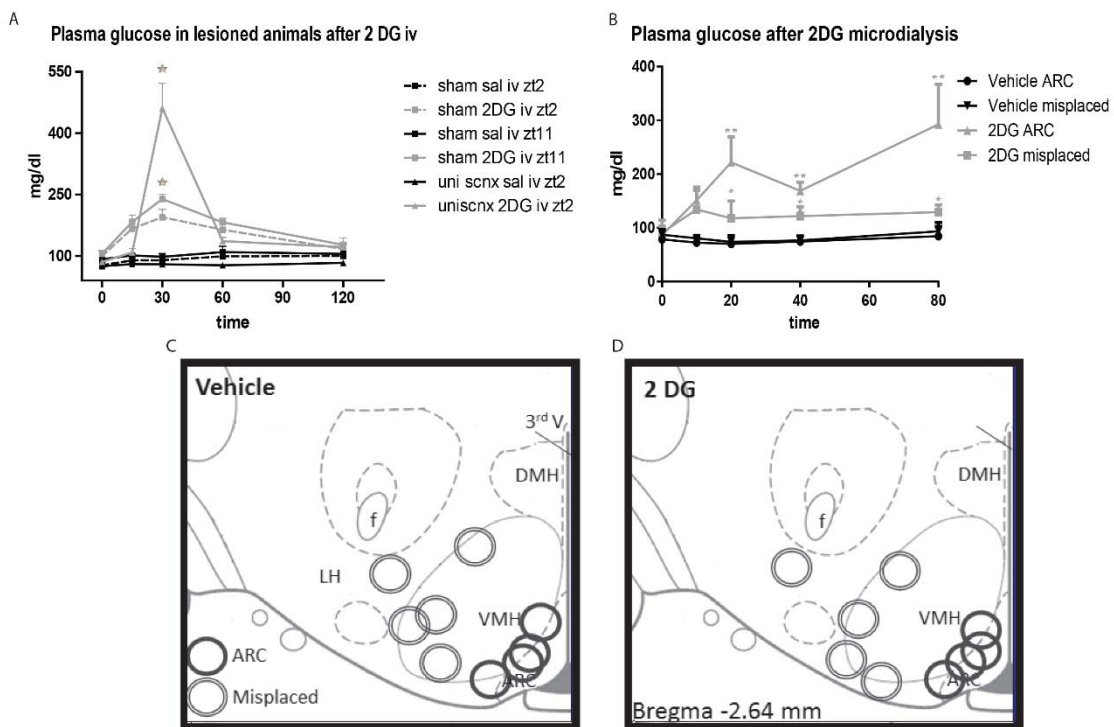 A
Plasma glucose in lesioned animals after 2 DG iv
mg/dl
550
400
250
100
0
30
60
90
120
time
sham sal iv zt2
sham 2DG iv zt2
sham sal iv zt11
sham 2DG iv zt11
uni scnx sal iv zt2
uniscnx 2DG iv zt2
B
Plasma glucose after 2DG microdialysis
mg/dl
400
300
200
100
0
0
20
40
60
80
time
**
**
**
*
*
*
Vehicle ARC
Vehicle misplaced
2DG ARC
2DG misplaced
C
Vehicle
3rd V
DMH
f
LH
VMH
ARC
ARC
Misplaced
D
2 DG
DMH
f
VMH
ARC
Bregma -2.64 mm